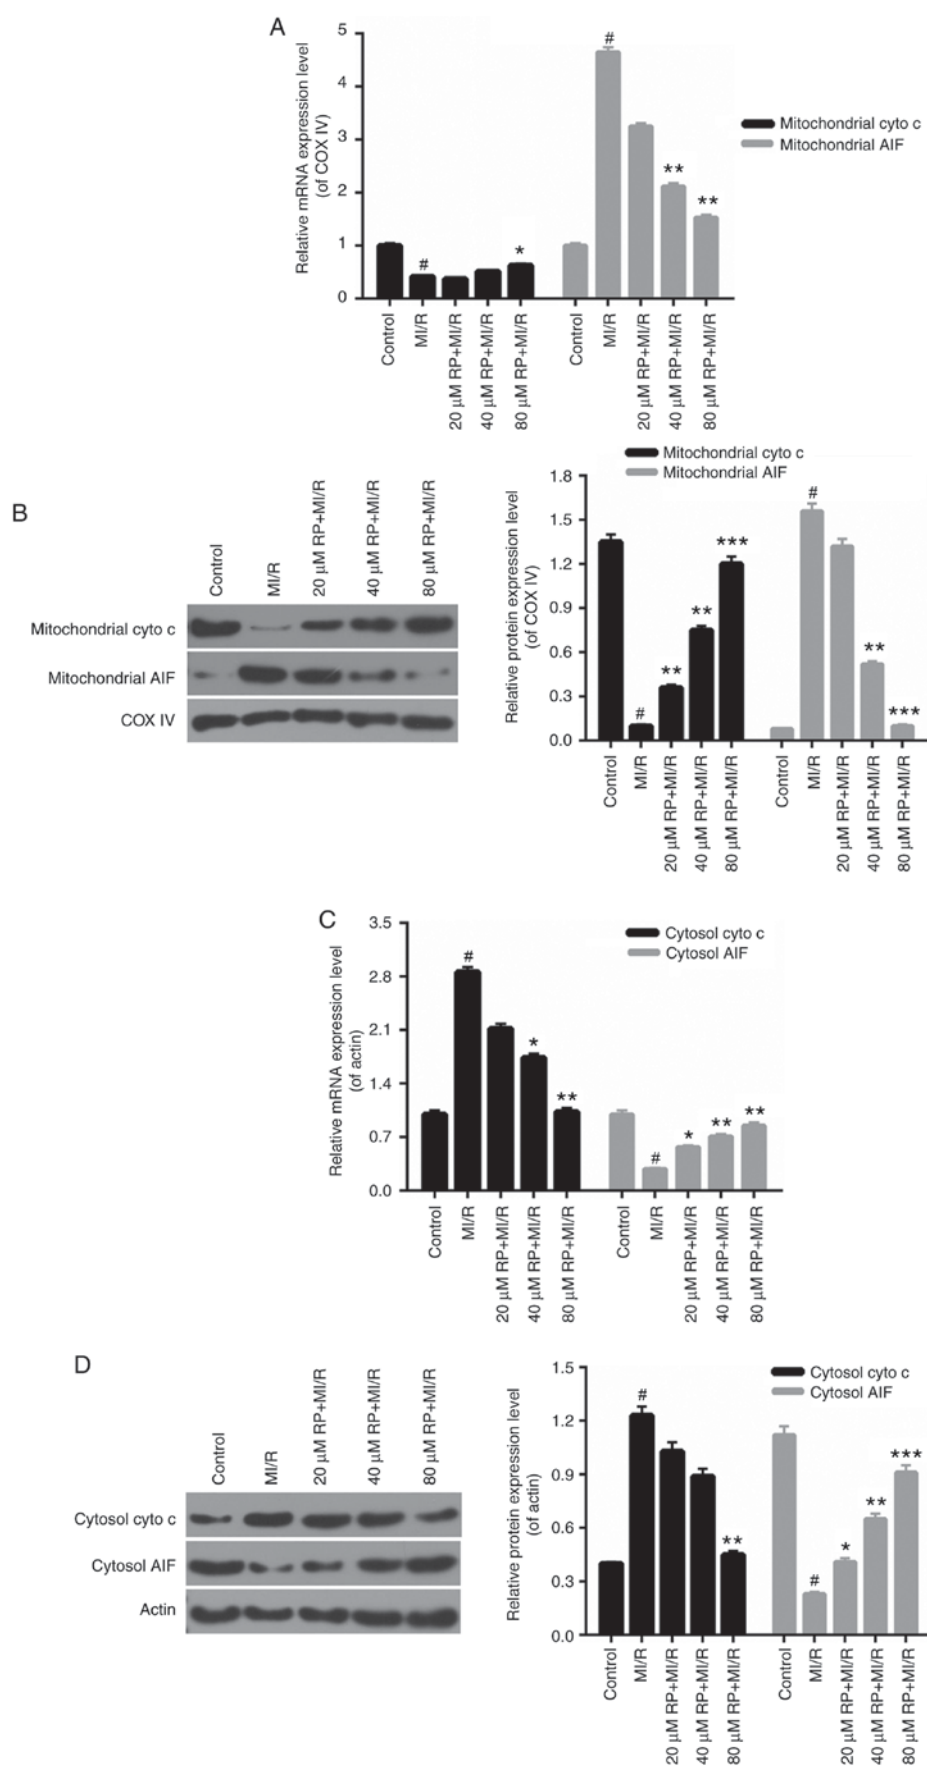 A
Relative mRNA expression level
(of COX IV)
5
4
3
2
1
0
#
*
#
**
**
Mitochondrial cyto c
Mitochondrial AIF
Control
MI/R
20 µM RP+MI/R
40 µM RP+MI/R
80 µM RP+MI/R
Control
MI/R
20 µM RP+MI/R
40 µM RP+MI/R
80 µM RP+MI/R
B
Control
MI/R
20 µM RP+MI/R
40 µM RP+MI/R
80 µM RP+MI/R
Mitochondrial cyto c
Mitochondrial AIF
COX IV
Mitochondrial cyto c
Mitochondrial AIF
Relative protein expression level
(of COX IV)
1.8
1.5
1.2
0.9
0.6
0.3
0.0
#
**
**
***
#
**
***
Control
MI/R
20 µM RP+MI/R
40 µM RP+MI/R
80 µM RP+MI/R
Control
MI/R
20 µM RP+MI/R
40 µM RP+MI/R
80 µM RP+MI/R
C
Relative mRNA expression level
(of actin)
3.5
2.8
2.1
1.4
0.7
0.0
#
*
**
#
*
**
**
Cytosol cyto c
Cytosol AIF
Control
MI/R
20 µM RP+MI/R
40 µM RP+MI/R
80 µM RP+MI/R
Control
MI/R
20 µM RP+MI/R
40 µM RP+MI/R
80 µM RP+MI/R
D
Control
MI/R
20 µM RP+MI/R
40 µM RP+MI/R
80 µM RP+MI/R
Cytosol cyto c
Cytosol AIF
Actin
Relative protein expression level
(of actin)
1.5
1.2
0.9
0.6
0.3
0.0
#
**
#
*
**
***
Cytosol cyto c
Cytosol AIF
Control
MI/R
20 µM RP+MI/R
40 µM RP+MI/R
80 µM RP+MI/R
Control
MI/R
20 µM RP+MI/R
40 µM RP+MI/R
80 µM RP+MI/R